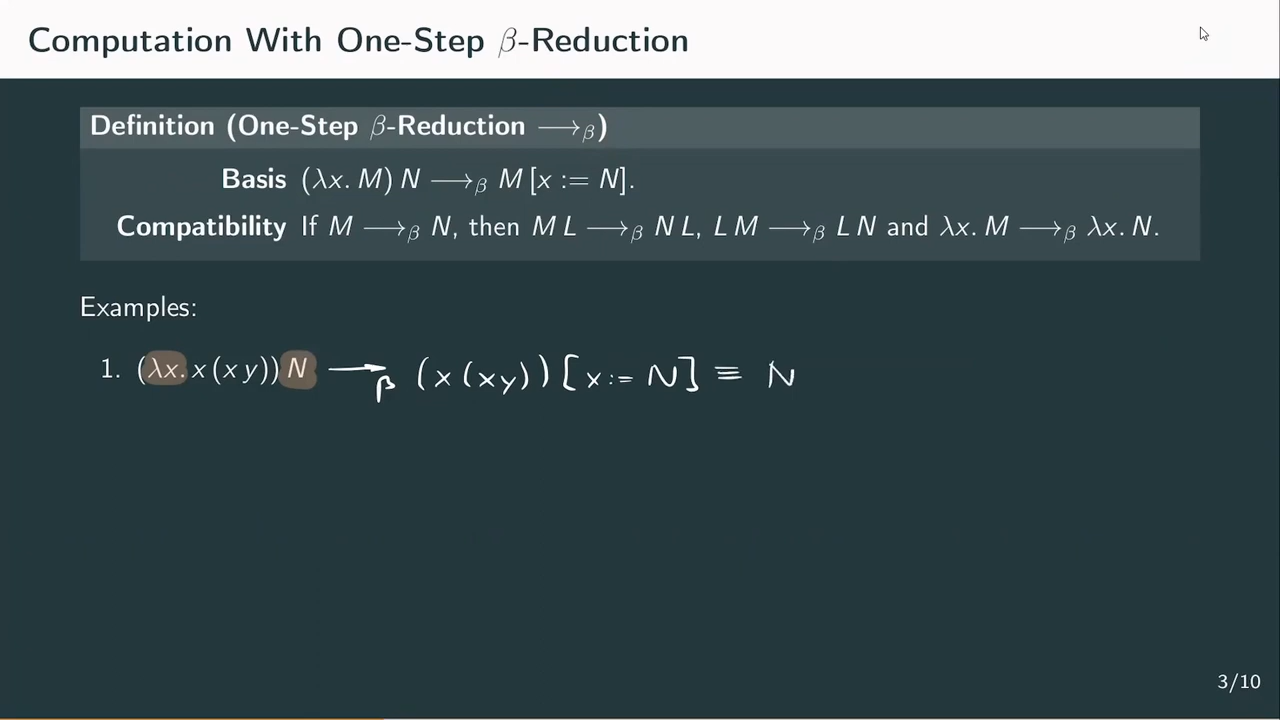 Computation With One-Step β-Reduction
Definition (One-Step β-Reduction ⟶β)
Basis (λx. M) N ⟶β M [x := N].
Compatibility If M ⟶β N, then M L ⟶β N L, L M ⟶β L N and λx. M ⟶β λx. N.
Examples:
1. (λx. x (x y)) N ⟶β (x (xy)) [x := N] ≡ N
3/10